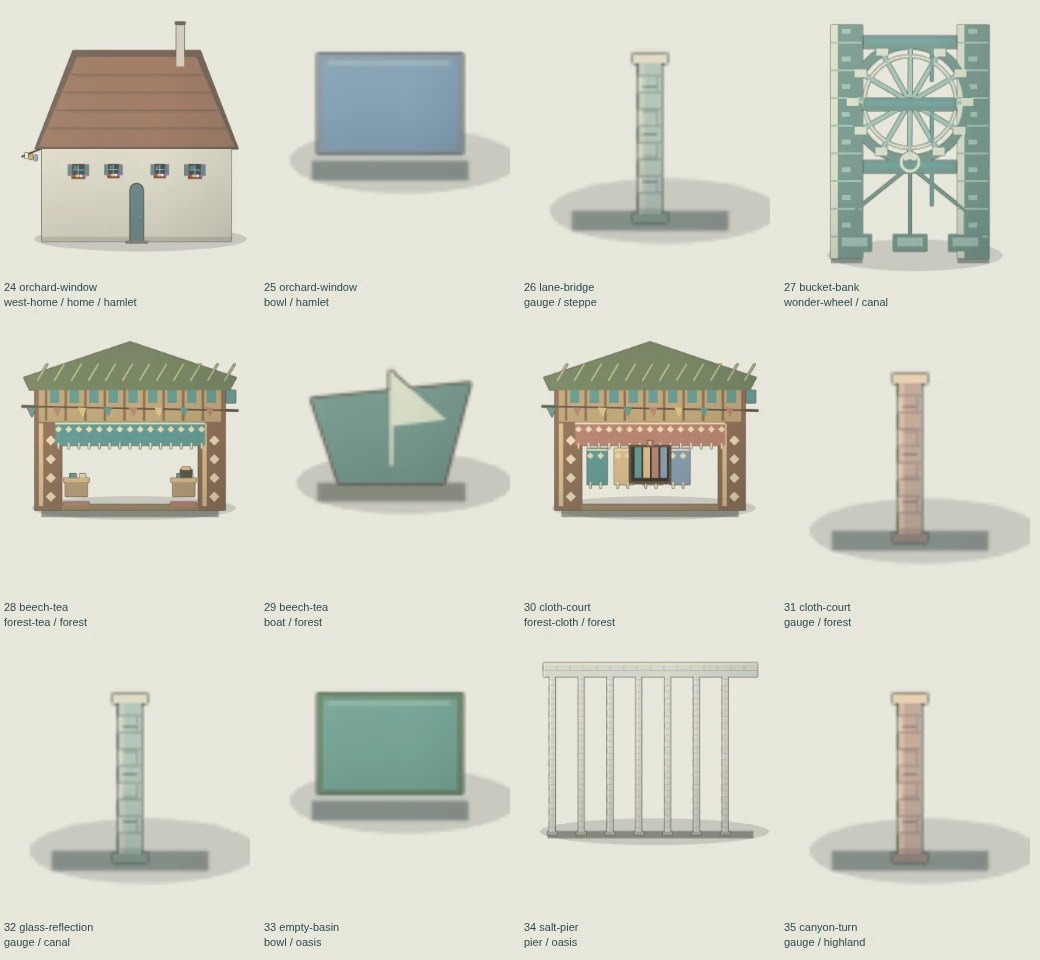 24 orchard-window
west-home / home / hamlet
25 orchard-window
bowl / hamlet
26 lane-bridge
gauge / steppe
27 bucket-bank
wonder-wheel / canal
28 beech-tea
forest-tea / forest
29 beech-tea
boat / forest
30 cloth-court
forest-cloth / forest
31 cloth-court
gauge / forest
32 glass-reflection
gauge / canal
33 empty-basin
bowl / oasis
34 salt-pier
pier / oasis
35 canyon-turn
gauge / highland